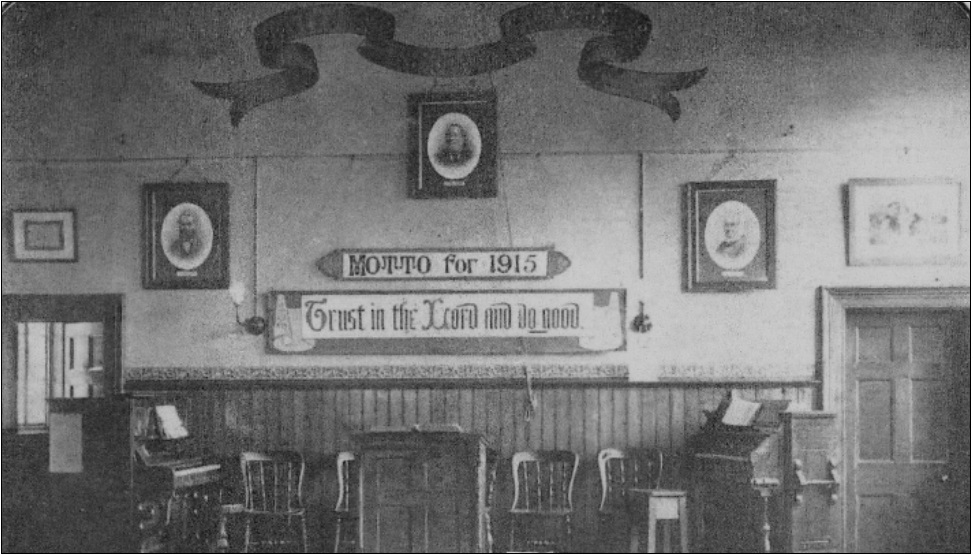 MOTTO for 1915
Trust in the Lord and do good.